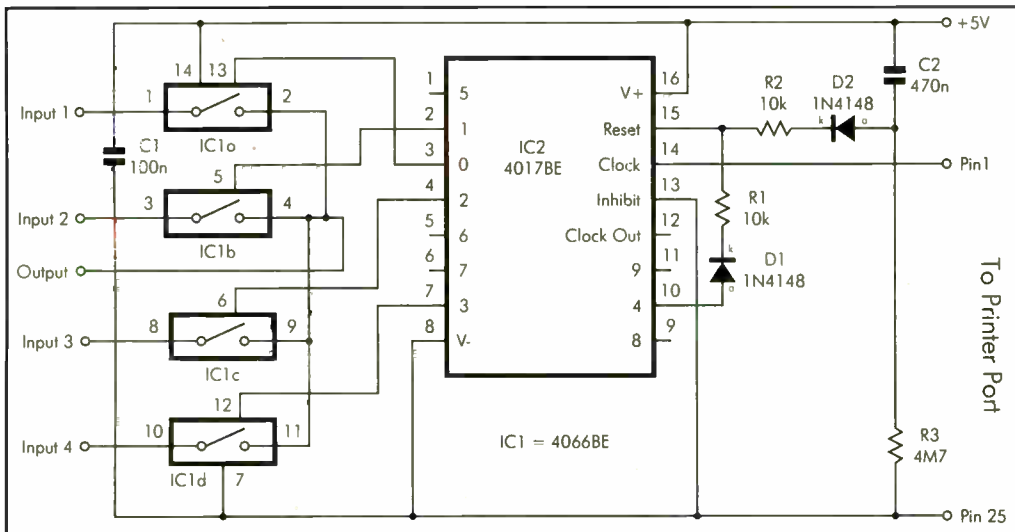 +5V
14 13
Input 1
1 2
IC1a
C1
100n
5
Input 2
3 4
IC1b
Output
6
Input 3
8 9
IC1c
12
Input 4
10 11
IC1d
7
IC2
4017BE
1 5
2 1
3 0
4 2
5 6
6 7
7 3
8 V-
V+ 16
Reset 15
Clock 14
Inhibit 13
Clock Out 12
9 11
4 10
8 9
IC1 = 4066BE
R2
10k
D2
1N4148
k a
C2
470n
Pin1
R1
10k
k
D1
1N4148
a
To Printer Port
R3
4M7
Pin 25